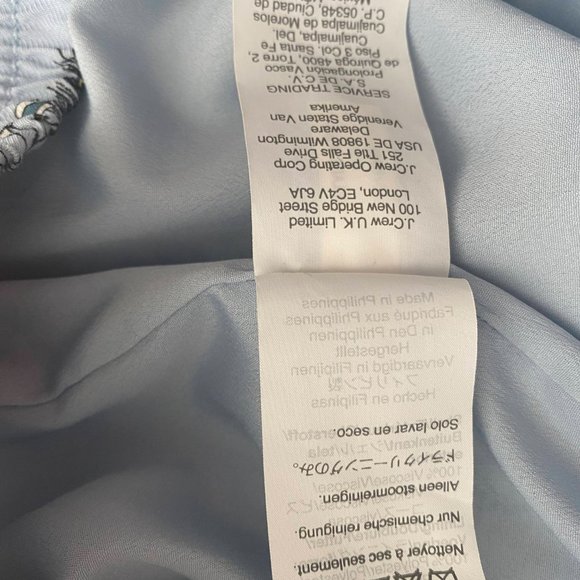 Nettoyer à sec seulement.
Nur chemische reinigung.
Alleen stoomreinigen.
ドライクリーニングのみ。
Solo lavar en seco.
Hecho en Filipinas
フィリピン製
Vervaardigd in Filipijnen
Hergestellt
in Den Philippinen
Fabriqué aux Philippines
Made in Philippines
J.Crew U.K. Limited
100 New Bridge Street
London, EC4V 6JA
J.Crew Operating Corp
251 Ttle Falls Drive
USA DE 19808 Wilmington
Delaware
Verenidge Staten Van
Amerika
SERVICE TRADING
S.A. DE C.V.
Prolongación Vasco
de Quiroga 4800, Torre 2,
Piso 3 Col. Santa Fe
Cuajimalpa, Del.
Cuajimalpa de Morelos
C.P. 05348 Ciudad de